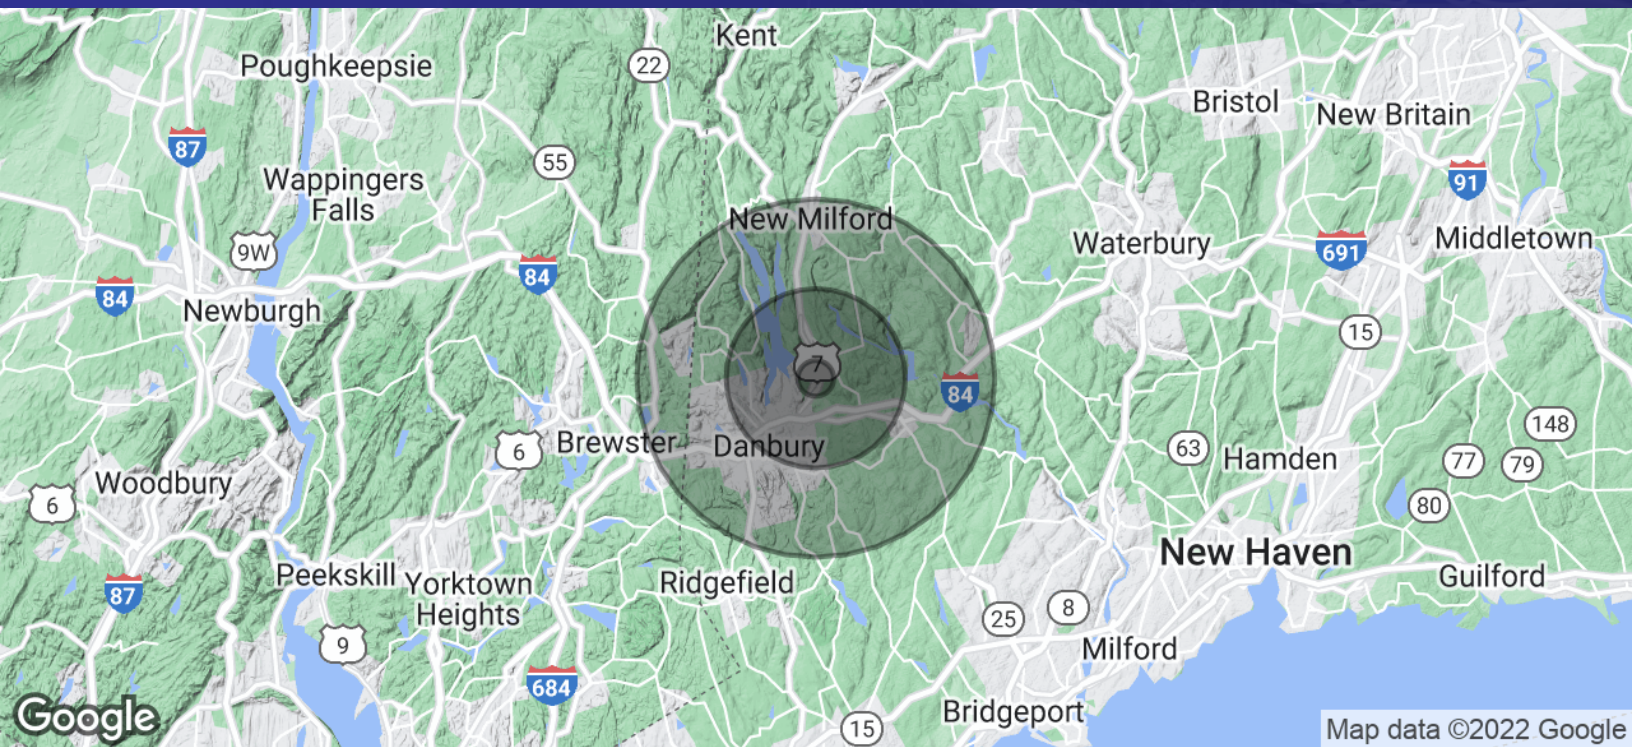 Kent
22
Poughkeepsie
Bristol
New Britain
87
55
91
Wappingers
Falls
New Milford
9W
Waterbury
691
Middletown
84
84
Newburgh
15
7
84
148
6
Brewster
Danbury
63
Hamden
77
79
Woodbury
6
80
New Haven
Peekskill
Yorktown
Heights
Ridgefield
Guilford
87
25
8
9
Milford
684
Bridgeport
15
Google
Map data ©2022 Google